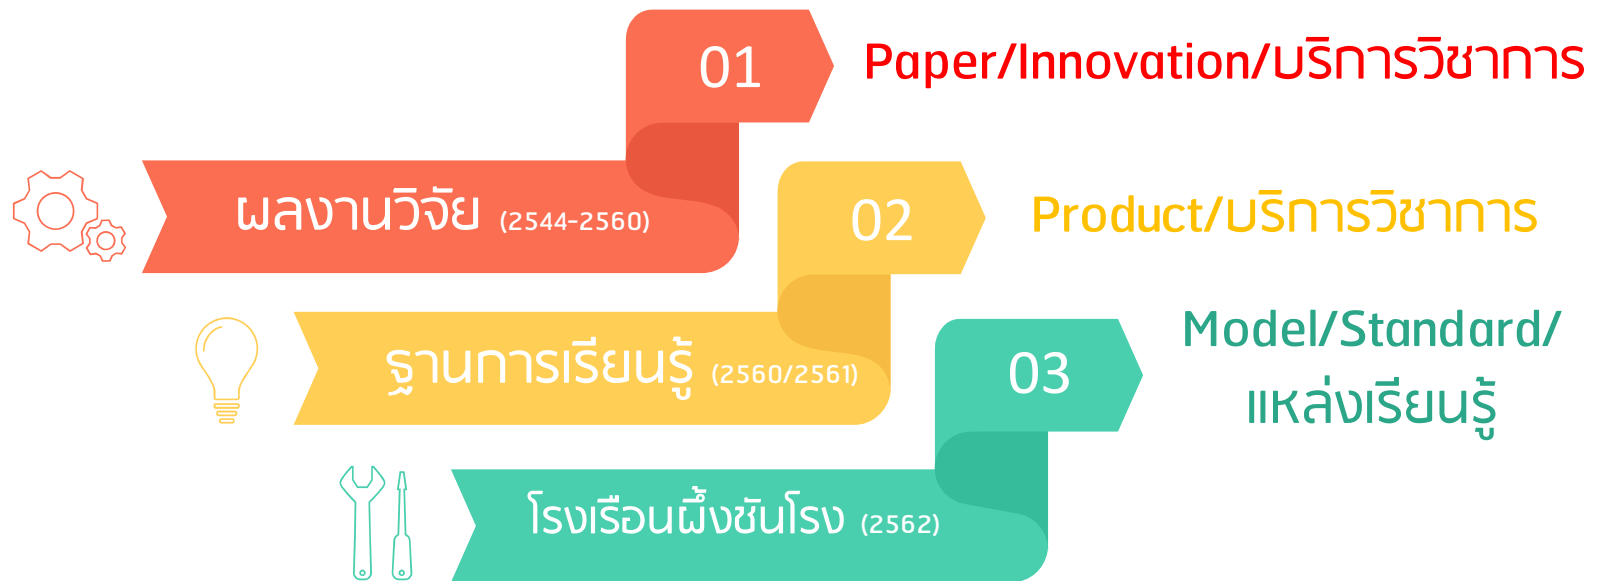 01
Paper/Innovation/บริการวิชาการ
ผลงานวิจัย (2544-2560)
02
Product/บริการวิชาการ
ฐานการเรียนรู้ (2560/2561)
03
Model/Standard/
แหล่งเรียนรู้
โรงเรือนผึ้งชันโรง (2562)